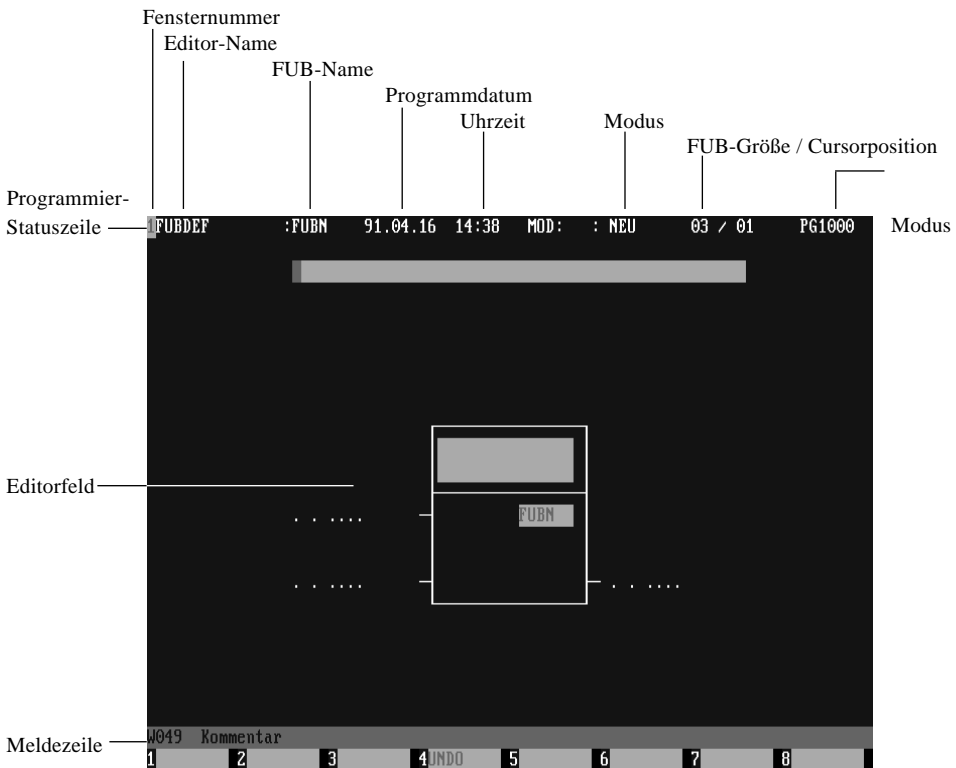 Fensternummer
Editor-Name
FUB-Name
Programmdatum
Uhrzeit
Modus
FUB-Größe / Cursorposition
Programmier-
Statuszeile
1FUBDEF :FUBN 91.04.16 14:38 MOD: : NEU 03 / 01 PG1000
Modus
Editorfeld
. . .... FUBN
. . .... . . ....
Meldezeile
W049 Kommentar
1 2 3 4UNDO 5 6 7 8